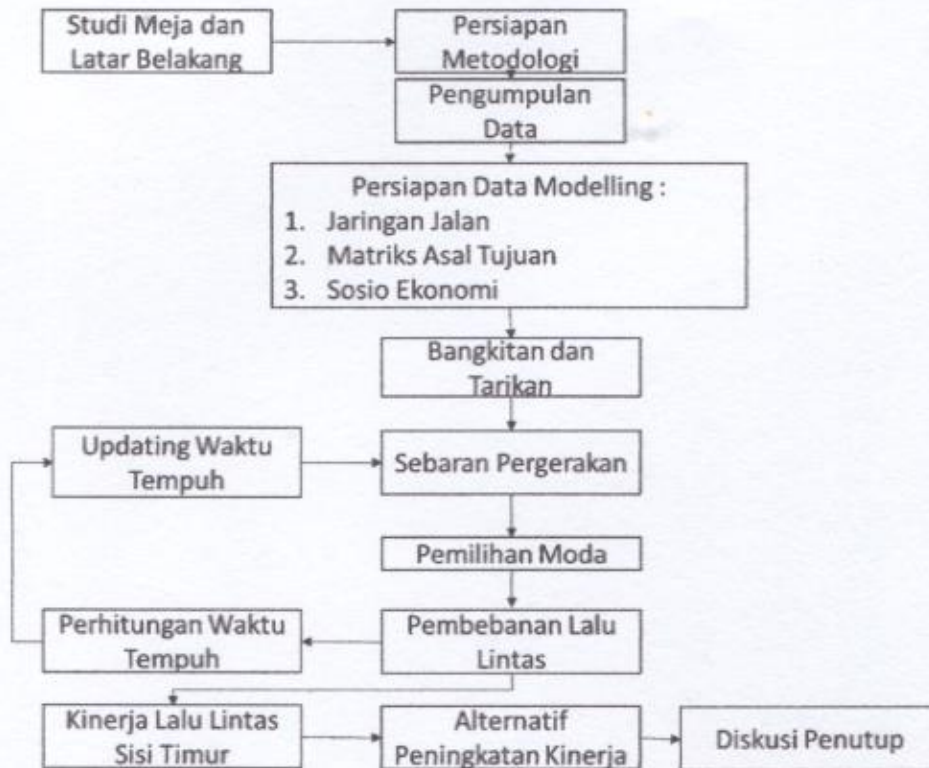 Studi Meja dan
Latar Belakang
Persiapan
Metodologi
Pengumpulan
Data
Persiapan Data Modelling :
1. Jaringan Jalan
2. Matriks Asal Tujuan
3. Sosio Ekonomi
Bangkitan dan
Tarikan
Updating Waktu
Tempuh
Sebaran Pergerakan
Pemilihan Moda
Perhitungan Waktu
Tempuh
Pembebanan Lalu
Lintas
Kinerja Lalu Lintas
Sisi Timur
Alternatif
Peningkatan Kinerja
Diskusi Penutup